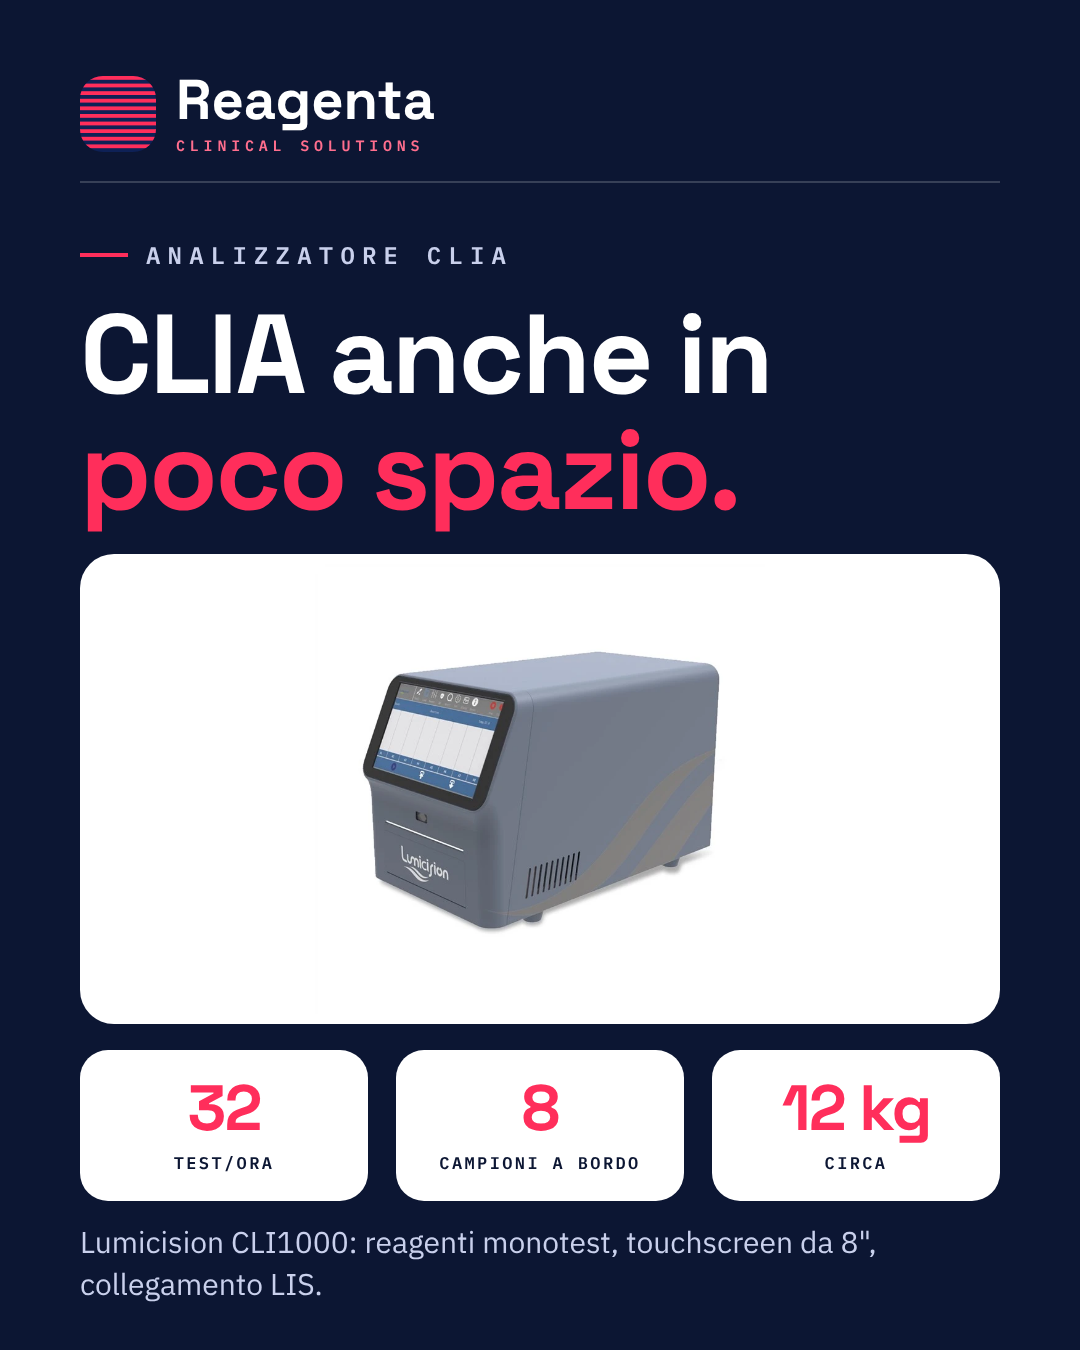 Reagenta
CLINICAL SOLUTIONS
ANALIZZATORE CLIA
CLIA anche in
poco spazio.
Lumicision
32
TEST/ORA
8
CAMPIONI A BORDO
12 kg
CIRCA
Lumicision CLI1000: reagenti monotest, touchscreen da 8",
collegamento LIS.